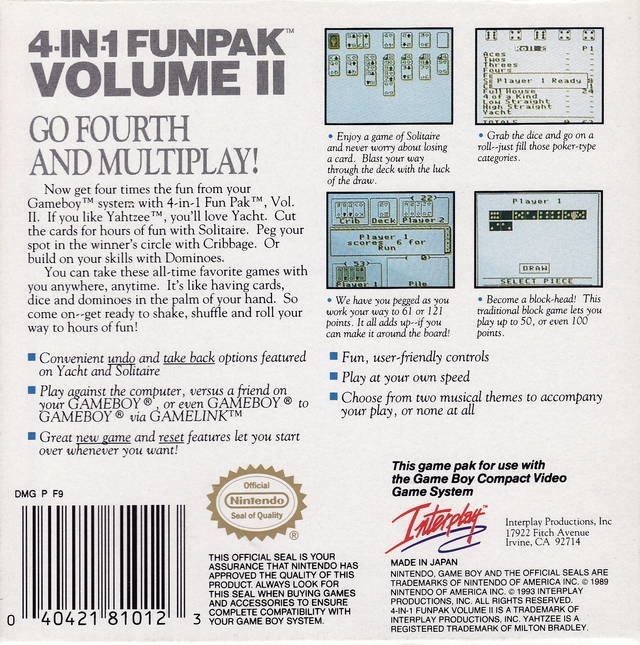 4-IN-1 FUNPAK™
VOLUME II
GO FOURTH
AND MULTIPLAY!
Now get four times the fun from your
Gameboy™ system with 4-in-1 Fun Pak™, Vol.
II. If you like Yahtzee™, you'll love Yacht. Cut
the cards for hours of fun with Solitaire. Peg your
spot in the winner's circle with Cribbage. Or
build on your skills with Dominoes.
You can take these all-time favorite games with
you anywhere, anytime. It's like having cards,
dice and dominoes in the palm of your hand. So
come on--get ready to shake, shuffle and roll your
way to hours of fun!
Convenient undo and take back options featured
on Yacht and Solitaire
Play against the computer, versus a friend on
your GAMEBOY®, or even GAMEBOY® to
GAMEBOY® via GAMELINK™
Great new game and reset features let you start
over whenever you want!
• Enjoy a game of Solitaire
and never worry about losing
a card. Blast your way
through the deck with the luck
of the draw.
P1
Aces
Twos
Threes
Fours
Player 1 Ready
Full House 24
4 of a Kind
Low Straight
High Straight
Yacht
TOTALS 0 63
• Grab the dice and go on a
roll--just fill those poker-type
categories.
( 22)
Crib Deck Player 2
Player 1
scores 6 for
Run
( 53) ( 0)
Player 1 Pile
• We have you pegged as you
work your way to 61 or 121
points. It all adds up--if you
can make it around the board!
Player 1
DRAW
SELECT PIECE
• Become a block-head! This
traditional block game lets you
play up to 50, or even 100
points.
Fun, user-friendly controls
Play at your own speed
Choose from two musical themes to accompany
your play, or none at all
DMG P F9
0 40421 81012 3
Official
Nintendo
Seal of Quality
®
THIS OFFICIAL SEAL IS YOUR
ASSURANCE THAT NINTENDO HAS
APPROVED THE QUALITY OF THIS
PRODUCT. ALWAYS LOOK FOR
THIS SEAL WHEN BUYING GAMES
AND ACCESSORIES TO ENSURE
COMPLETE COMPATIBILITY WITH
YOUR GAME BOY SYSTEM.
This game pak for use with
the Game Boy Compact Video
Game System
Interplay™
Interplay Productions, Inc
17922 Fitch Avenue
Irvine, CA 92714
MADE IN JAPAN
NINTENDO, GAME BOY AND THE OFFICIAL SEALS ARE
TRADEMARKS OF NINTENDO OF AMERICA INC. © 1989
NINTENDO OF AMERICA INC. © 1993 INTERPLAY
PRODUCTIONS, INC. ALL RIGHTS RESERVED.
4-IN-1 FUNPAK VOLUME II IS A TRADEMARK OF
INTERPLAY PRODUCTIONS, INC. YAHTZEE IS A
REGISTERED TRADEMARK OF MILTON BRADLEY.